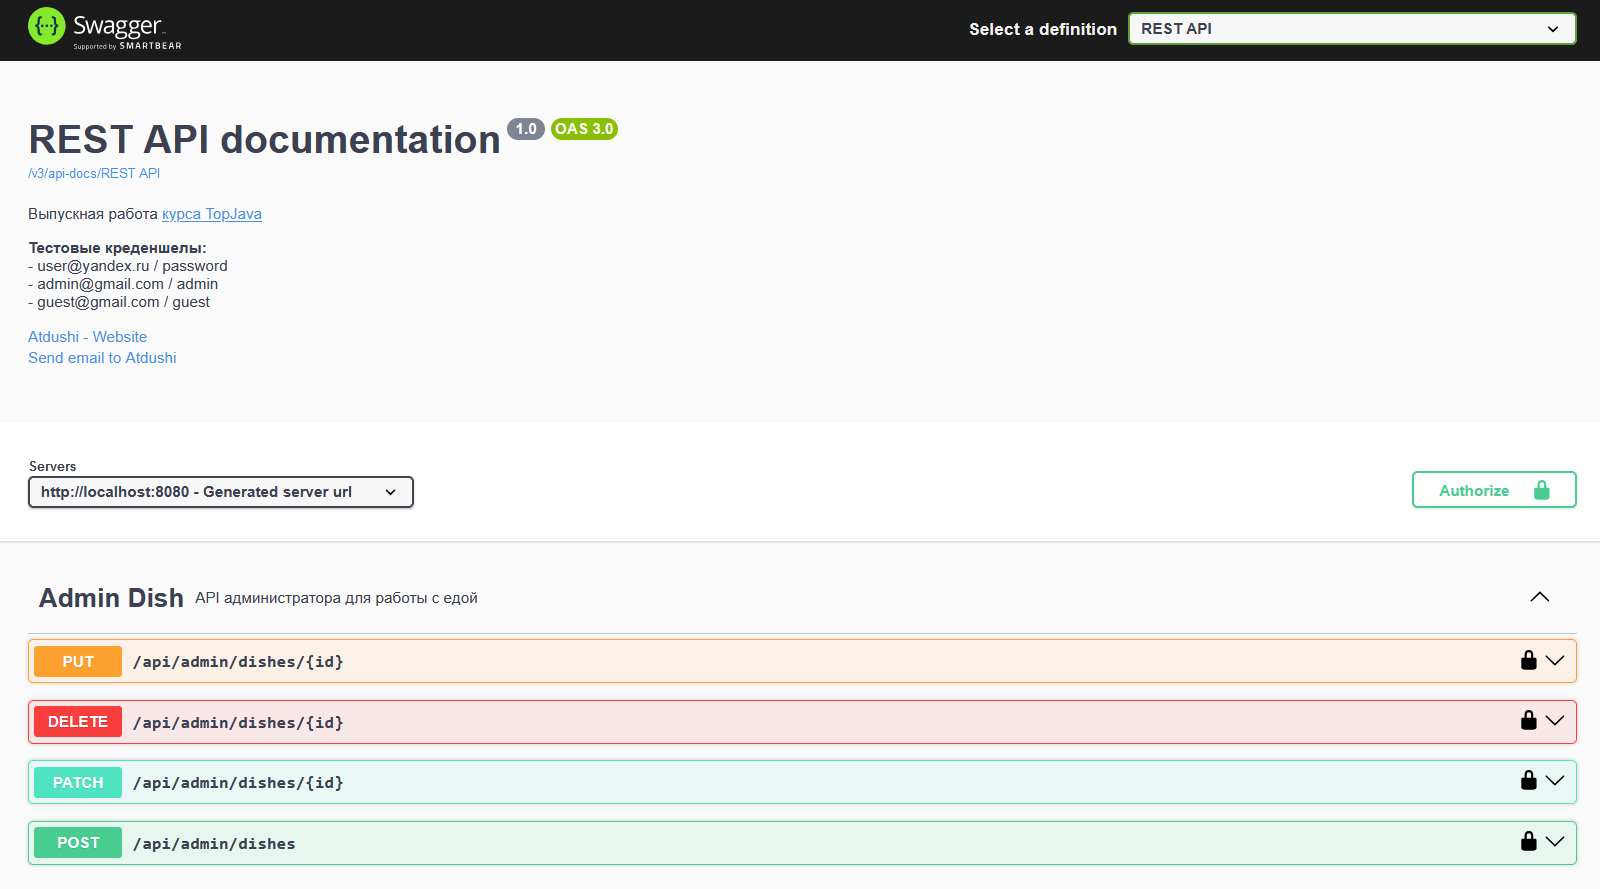 Swagger
Supported by SMARTBEAR
Select a definition
REST API
REST API documentation 1.0 OAS 3.0
/v3/api-docs/REST API
Выпускная работа курса TopJava
Тестовые креденшелы:
- user@yandex.ru / password
- admin@gmail.com / admin
- guest@gmail.com / guest
Atdushi - Website
Send email to Atdushi
Servers
http://localhost:8080 - Generated server url
Authorize
Admin Dish API администратора для работы с едой
PUT /api/admin/dishes/{id}
DELETE /api/admin/dishes/{id}
PATCH /api/admin/dishes/{id}
POST /api/admin/dishes